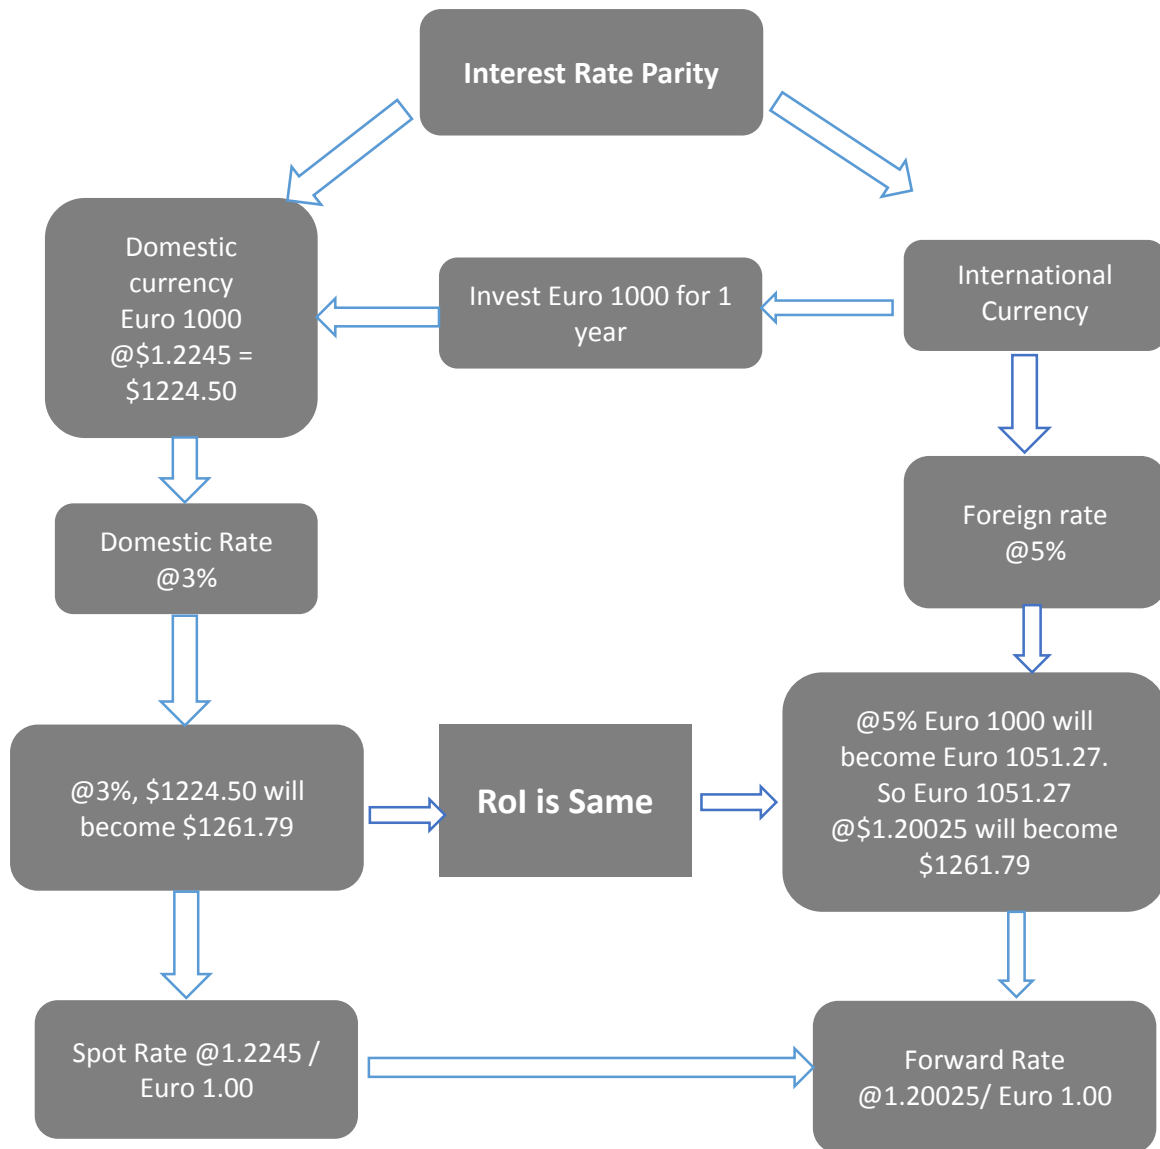 Interest Rate Parity
Domestic
currency
Euro 1000
@$1.2245 =
$1224.50
Invest Euro 1000 for 1
year
International
Currency
Domestic Rate
@3%
Foreign rate
@5%
@3%, $1224.50 will
become $1261.79
RoI is Same
@5% Euro 1000 will
become Euro 1051.27.
So Euro 1051.27
@$1.20025 will become
$1261.79
Spot Rate @1.2245 /
Euro 1.00
Forward Rate
@1.20025/ Euro 1.00